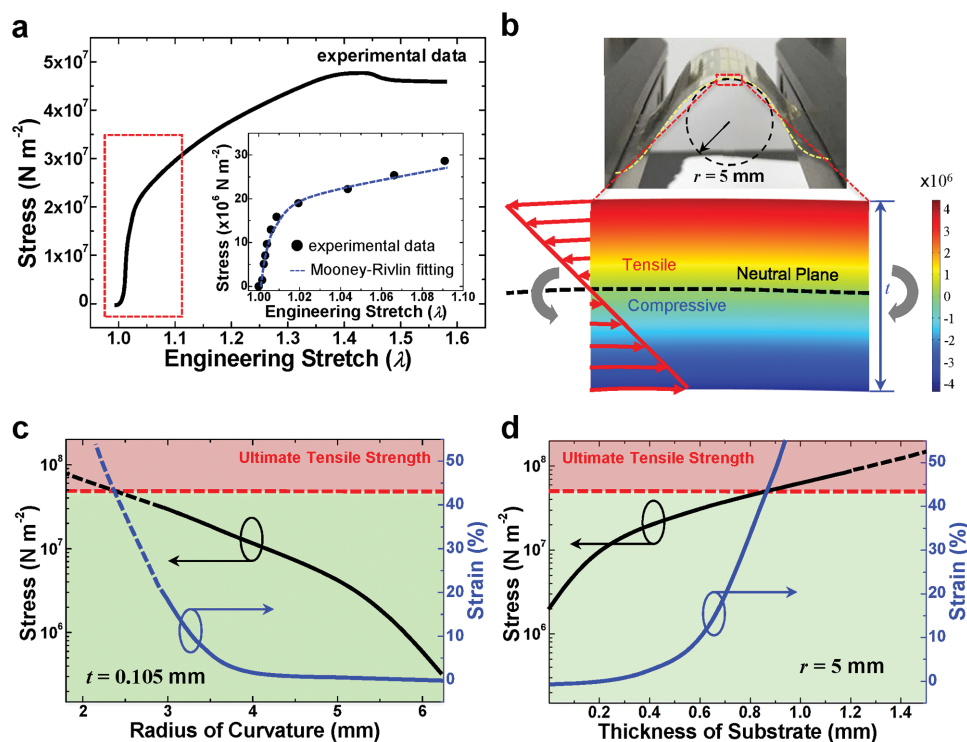 a
experimental data
5x10⁷
4x10⁷
3x10⁷
2x10⁷
1x10⁷
0
Stress (N m⁻²)
1.0 1.1 1.2 1.3 1.4 1.5 1.6
Engineering Stretch (λ)
30
20
10
0
Stress (x10⁶ N m⁻²)
experimental data
Mooney-Rivlin fitting
1.00 1.02 1.04 1.06 1.08 1.10
Engineering Stretch (λ)
b
r = 5 mm
x10⁶
4
3
2
1
0
-1
-2
-3
-4
Tensile
Neutral Plane
Compressive
t
c
Ultimate Tensile Strength
10⁸
10⁷
10⁶
Stress (N m⁻²)
50
40
30
20
10
0
Strain (%)
t = 0.105 mm
2 3 4 5 6
Radius of Curvature (mm)
d
Ultimate Tensile Strength
10⁸
10⁷
10⁶
Stress (N m⁻²)
50
40
30
20
10
0
Strain (%)
r = 5 mm
0.2 0.4 0.6 0.8 1.0 1.2 1.4
Thickness of Substrate (mm)